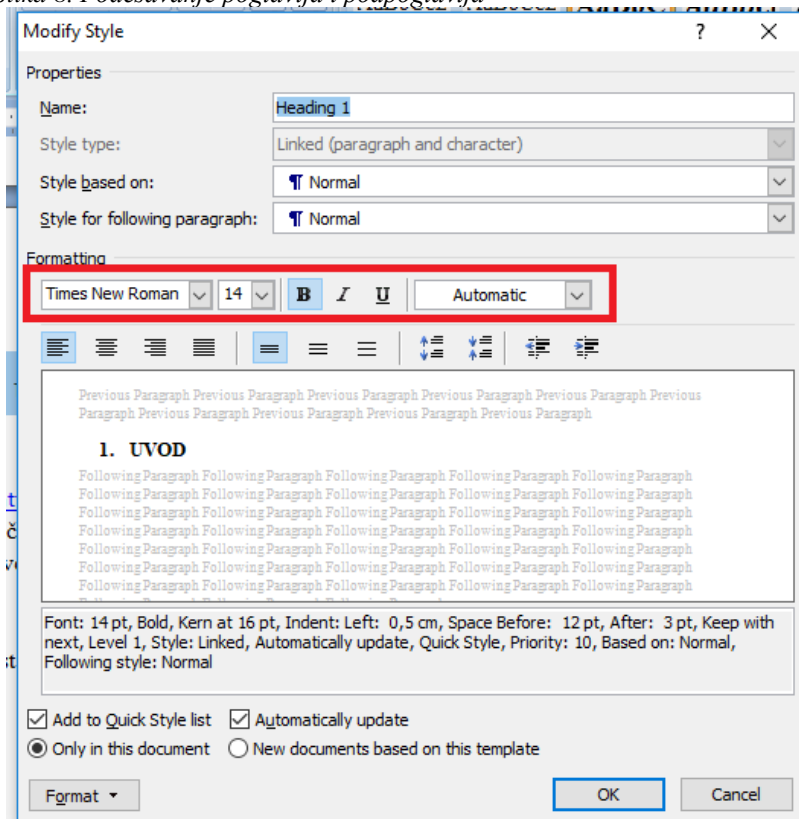 Podešavanje poglavlja i podpoglavlja
Modify Style ? ×
Properties
Name: Heading 1
Style type: Linked (paragraph and character)
Style based on: ¶ Normal
Style for following paragraph: ¶ Normal
Formatting
Times New Roman 14 B I U Automatic
Previous Paragraph Previous Paragraph Previous Paragraph Previous Paragraph Previous Paragraph Previous
Paragraph Previous Paragraph Previous Paragraph Previous Paragraph Previous Paragraph
1. UVOD
Following Paragraph Following Paragraph Following Paragraph Following Paragraph Following Paragraph
Following Paragraph Following Paragraph Following Paragraph Following Paragraph Following Paragraph
Following Paragraph Following Paragraph Following Paragraph Following Paragraph Following Paragraph
Following Paragraph Following Paragraph Following Paragraph Following Paragraph Following Paragraph
Following Paragraph Following Paragraph Following Paragraph Following Paragraph Following Paragraph
Following Paragraph Following Paragraph Following Paragraph Following Paragraph Following Paragraph
Following Paragraph Following Paragraph Following Paragraph Following Paragraph Following Paragraph
Font: 14 pt, Bold, Kern at 16 pt, Indent: Left: 0,5 cm, Space Before: 12 pt, After: 3 pt, Keep with
next, Level 1, Style: Linked, Automatically update, Quick Style, Priority: 10, Based on: Normal,
Following style: Normal
Add to Quick Style list Automatically update
Only in this document New documents based on this template
Format OK Cancel